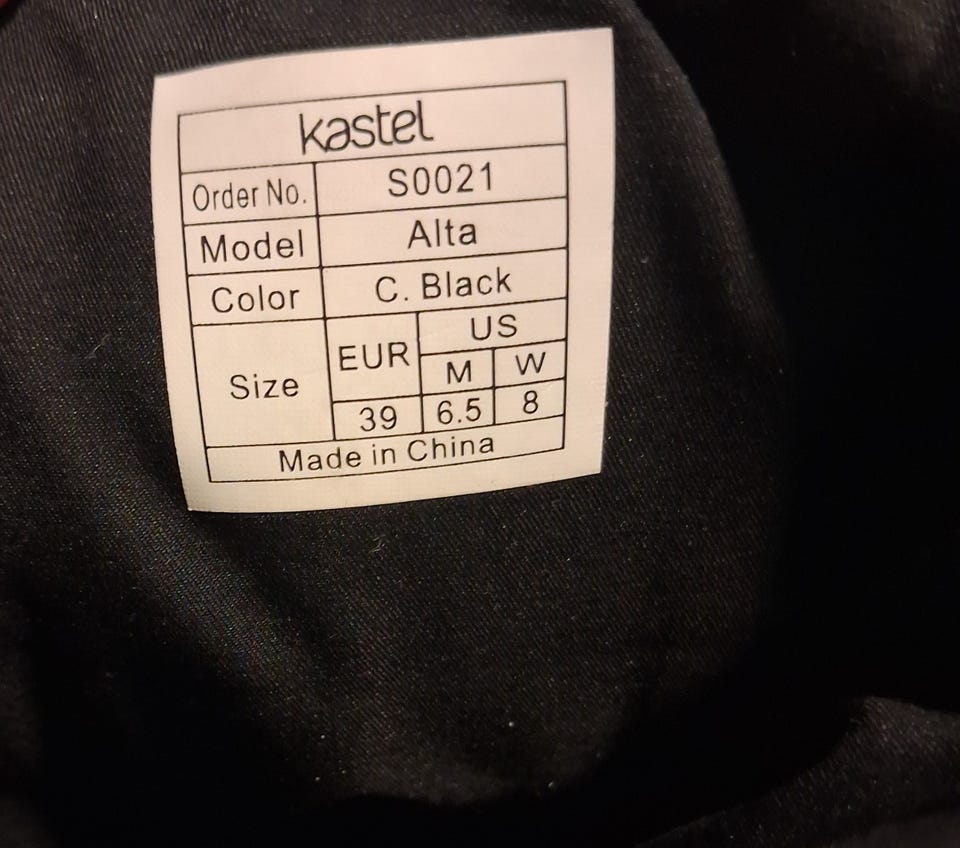 kastel
Order No. S0021
Model Alta
Color C. Black
Size EUR US
M W
39 6.5 8
Made in China